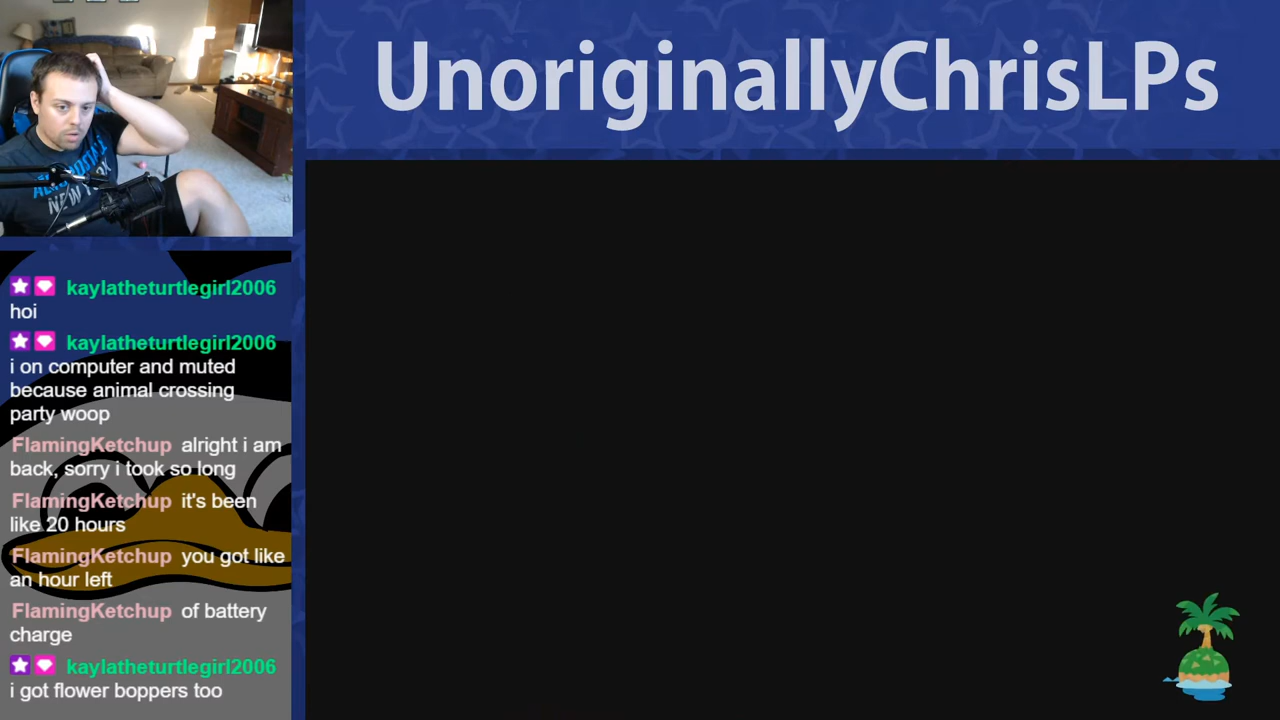 UnoriginallyChrisLPs
NEW YORK
kaylatheturtlegirl2006
hoi
kaylatheturtlegirl2006
i on computer and muted
because animal crossing
party woop
FlamingKetchup alright i am
back, sorry i took so long
FlamingKetchup it's been
like 20 hours
FlamingKetchup you got like
an hour left
FlamingKetchup of battery
charge
kaylatheturtlegirl2006
i got flower boppers too